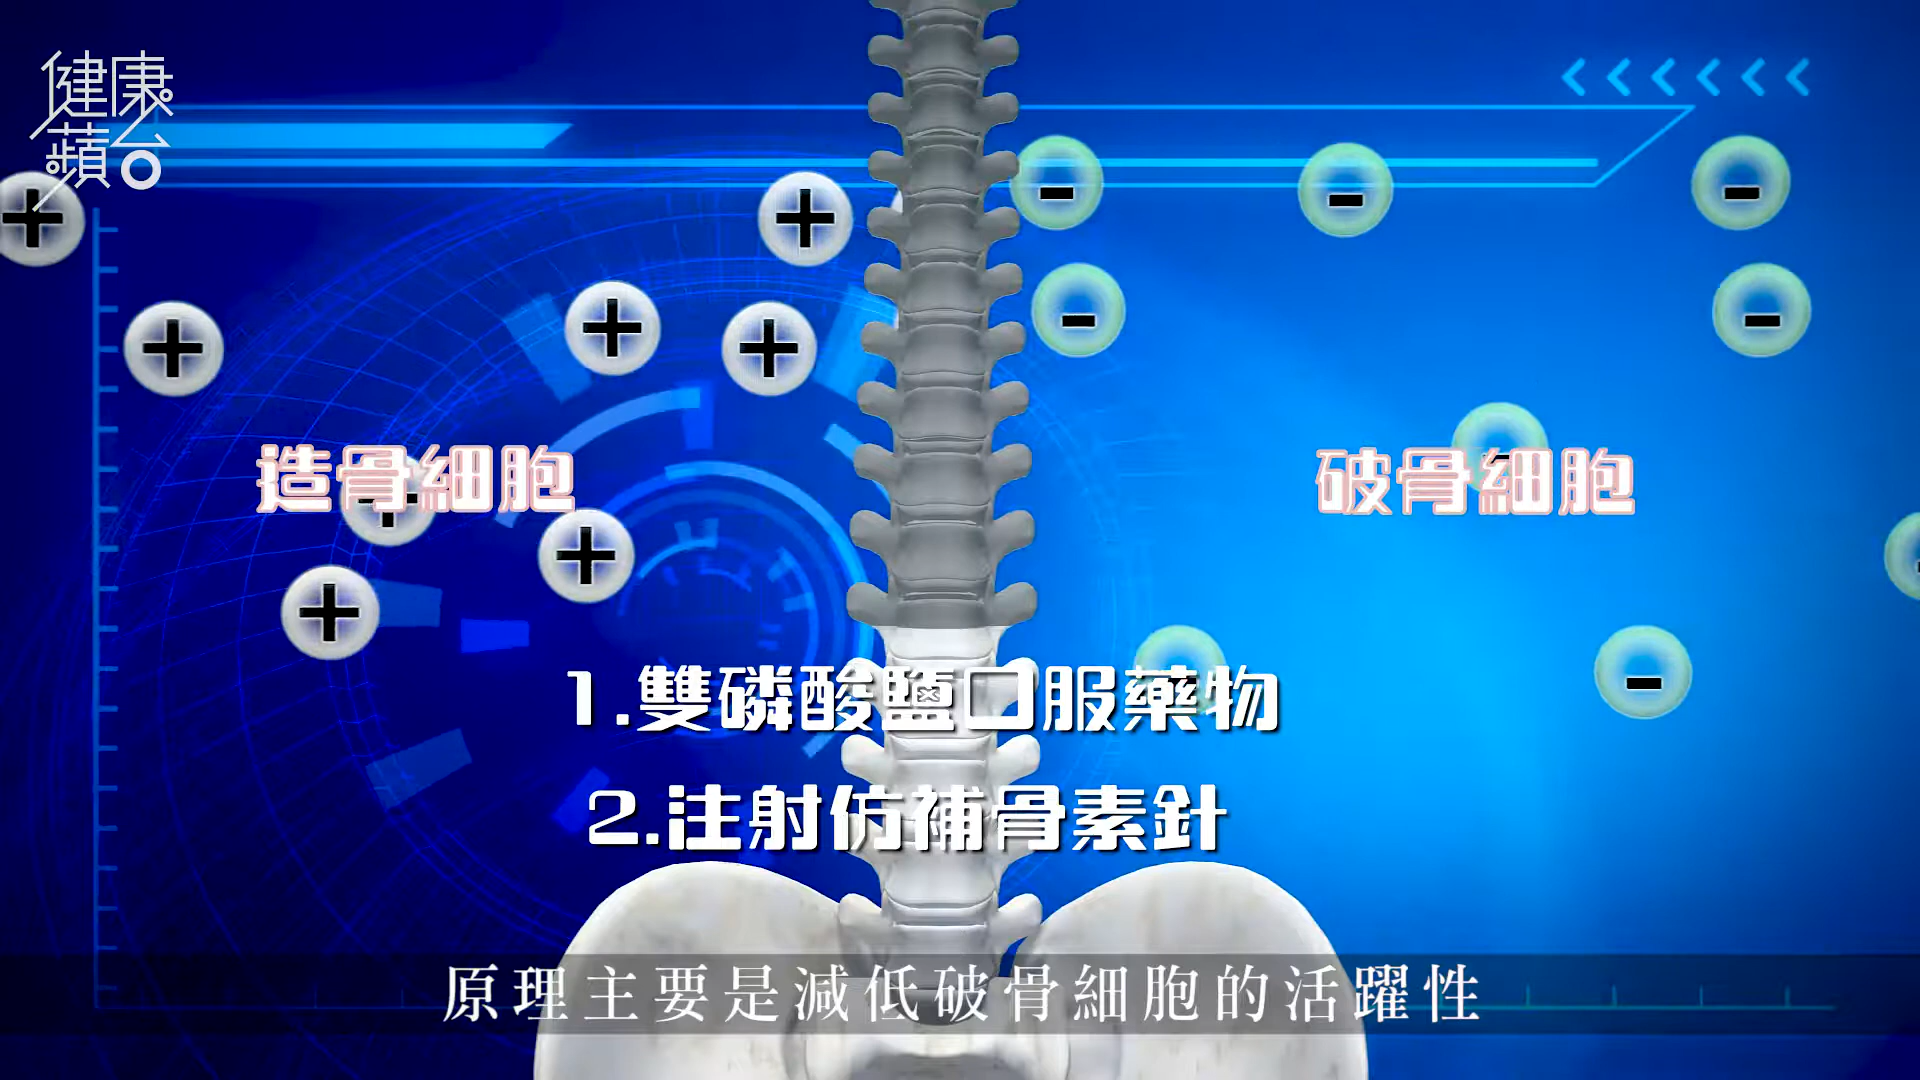 健康
蘋台
造骨細胞
破骨細胞
1.雙磷酸鹽口服藥物
2.注射仿補骨素針
原理主要是減低破骨細胞的活躍性